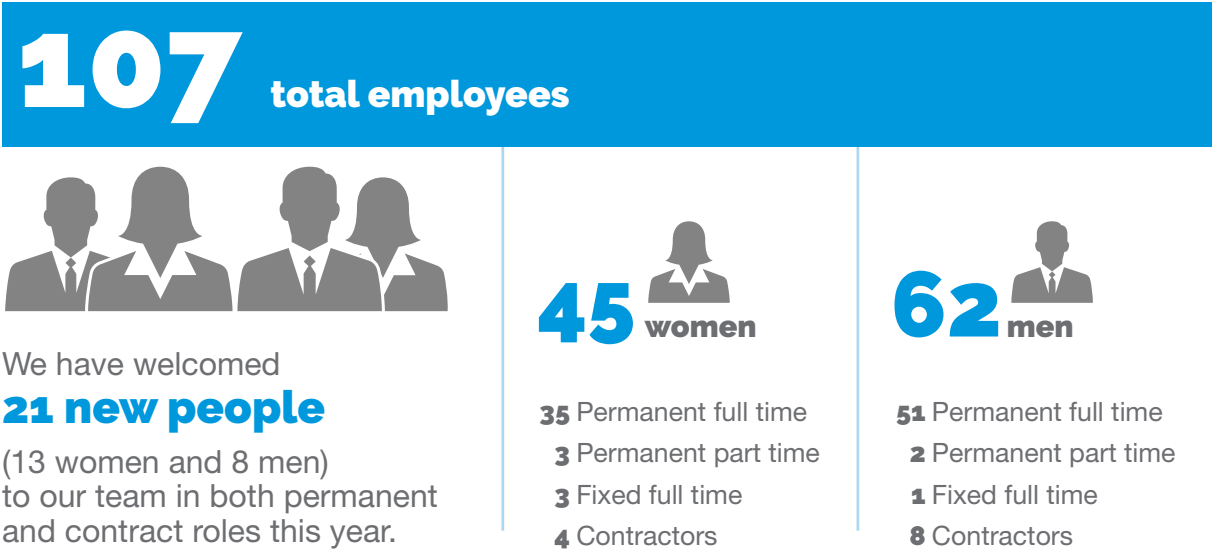 107 total employees
We have welcomed
21 new people
(13 women and 8 men)
to our team in both permanent
and contract roles this year.
45 women
35 Permanent full time
3 Permanent part time
3 Fixed full time
4 Contractors
62 men
51 Permanent full time
2 Permanent part time
1 Fixed full time
8 Contractors